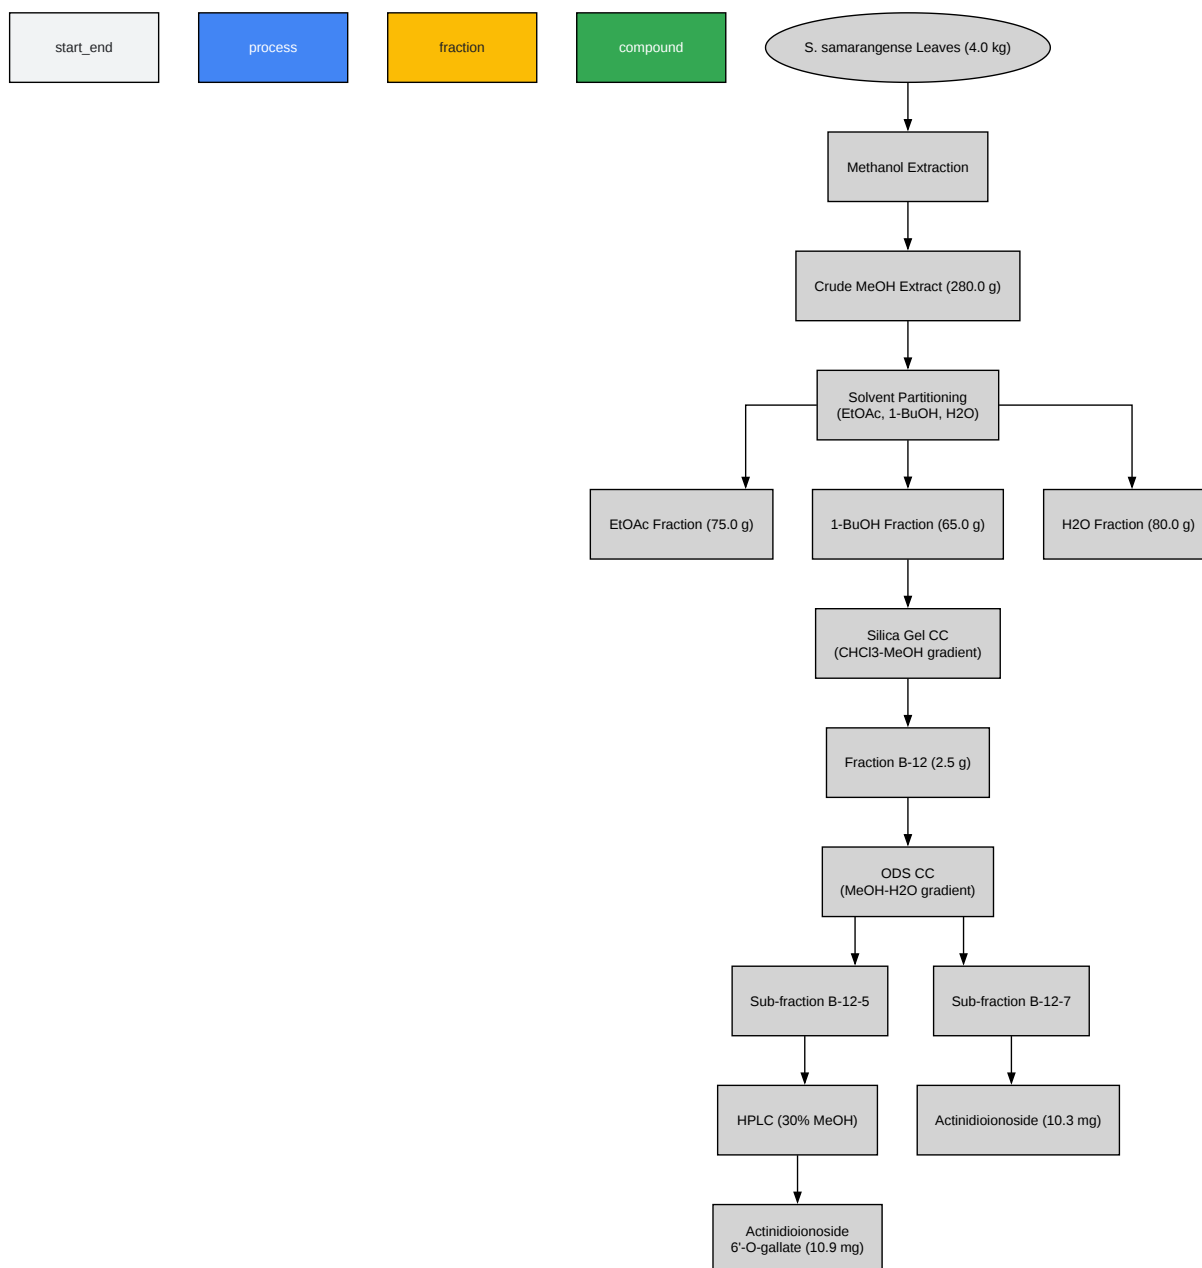 start_end
process
fraction
compound
S. samarangense Leaves (4.0 kg)
Methanol Extraction
Crude MeOH Extract (280.0 g)
Solvent Partitioning
(EtOAc, 1-BuOH, H2O)
EtOAc Fraction (75.0 g)
1-BuOH Fraction (65.0 g)
H2O Fraction (80.0 g)
Silica Gel CC
(CHCl3-MeOH gradient)
Fraction B-12 (2.5 g)
ODS CC
(MeOH-H2O gradient)
Sub-fraction B-12-5
Sub-fraction B-12-7
HPLC (30% MeOH)
Actinidioionoside (10.3 mg)
Actinidioionoside
6'-O-gallate (10.9 mg)